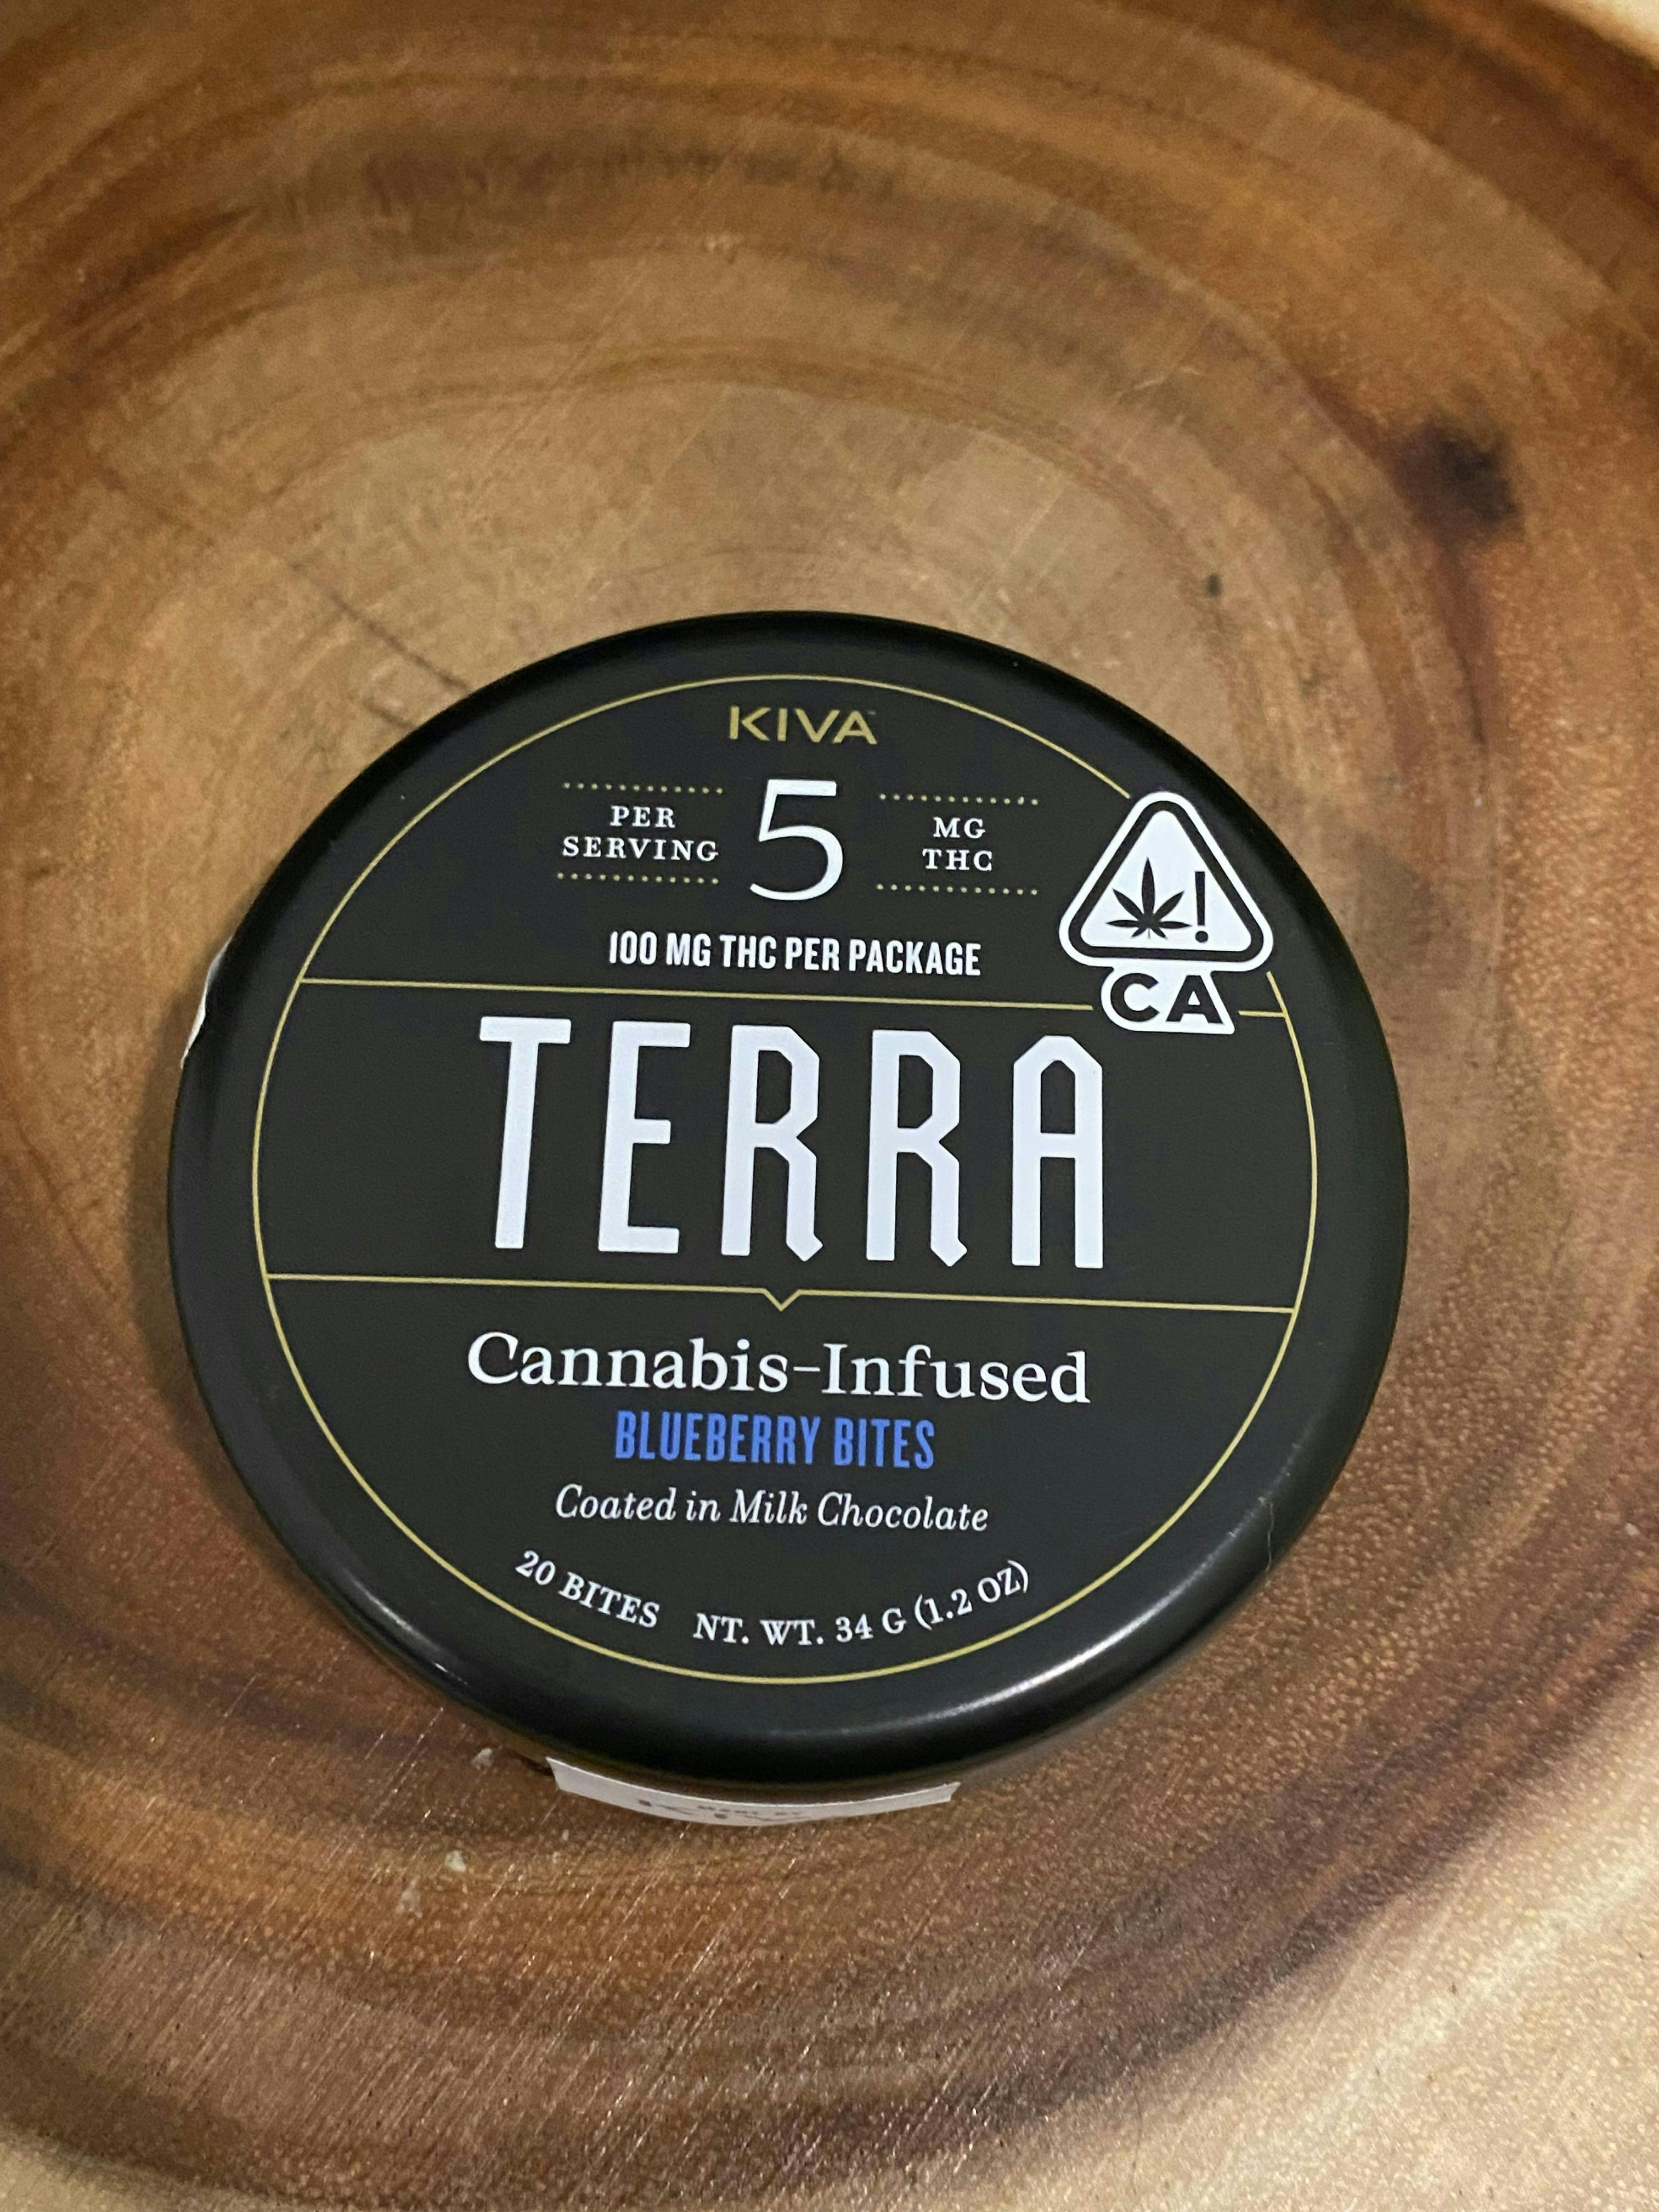 KIVA™
PER
SERVING
5
MG
THC
100 MG THC PER PACKAGE
!
CA
TERRA
Cannabis-Infused
BLUEBERRY BITES
Coated in Milk Chocolate
20 BITES NT. WT. 34 G (1.2 OZ)